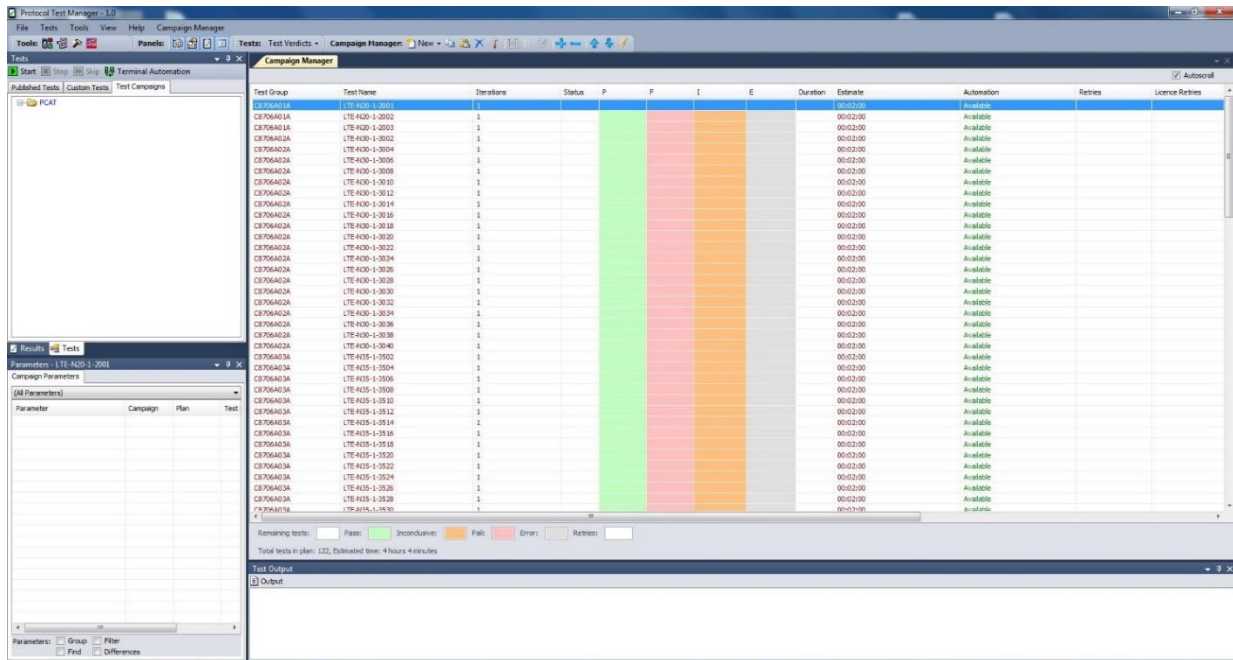 Protocol Test Manager - 1.0
File Tests Tools View Help Campaign Manager
Tools: Panels: Tests: Test Verdicts Campaign Manager: New
Tests
Start Stop Skip Terminal Automation
Published Tests Custom Tests Test Campaigns
PCAT
Results Tests
Parameters - LTE-N20-1-2001
Campaign Parameters
(All Parameters)
Parameter Campaign Plan Test
Parameters: Group Filter
Find Differences
Campaign Manager
Autoscroll
Test Group Test Name Iterations Status P F I E Duration Estimate Automation Retries Licence Retries
C8706A01A LTE-N20-1-2001 1 00:02:00 Available
C8706A01A LTE-N20-1-2002 1 00:02:00 Available
C8706A01A LTE-N20-1-2003 1 00:02:00 Available
C8706A02A LTE-N30-1-3002 1 00:02:00 Available
C8706A02A LTE-N30-1-3004 1 00:02:00 Available
C8706A02A LTE-N30-1-3006 1 00:02:00 Available
C8706A02A LTE-N30-1-3008 1 00:02:00 Available
C8706A02A LTE-N30-1-3010 1 00:02:00 Available
C8706A02A LTE-N30-1-3012 1 00:02:00 Available
C8706A02A LTE-N30-1-3014 1 00:02:00 Available
C8706A02A LTE-N30-1-3016 1 00:02:00 Available
C8706A02A LTE-N30-1-3018 1 00:02:00 Available
C8706A02A LTE-N30-1-3020 1 00:02:00 Available
C8706A02A LTE-N30-1-3022 1 00:02:00 Available
C8706A02A LTE-N30-1-3024 1 00:02:00 Available
C8706A02A LTE-N30-1-3026 1 00:02:00 Available
C8706A02A LTE-N30-1-3028 1 00:02:00 Available
C8706A02A LTE-N30-1-3030 1 00:02:00 Available
C8706A02A LTE-N30-1-3032 1 00:02:00 Available
C8706A02A LTE-N30-1-3034 1 00:02:00 Available
C8706A02A LTE-N30-1-3036 1 00:02:00 Available
C8706A02A LTE-N30-1-3038 1 00:02:00 Available
C8706A02A LTE-N30-1-3040 1 00:02:00 Available
C8706A03A LTE-N35-1-3502 1 00:02:00 Available
C8706A03A LTE-N35-1-3504 1 00:02:00 Available
C8706A03A LTE-N35-1-3506 1 00:02:00 Available
C8706A03A LTE-N35-1-3508 1 00:02:00 Available
C8706A03A LTE-N35-1-3510 1 00:02:00 Available
C8706A03A LTE-N35-1-3512 1 00:02:00 Available
C8706A03A LTE-N35-1-3514 1 00:02:00 Available
C8706A03A LTE-N35-1-3516 1 00:02:00 Available
C8706A03A LTE-N35-1-3518 1 00:02:00 Available
C8706A03A LTE-N35-1-3520 1 00:02:00 Available
C8706A03A LTE-N35-1-3522 1 00:02:00 Available
C8706A03A LTE-N35-1-3524 1 00:02:00 Available
C8706A03A LTE-N35-1-3526 1 00:02:00 Available
C8706A03A LTE-N35-1-3528 1 00:02:00 Available
C8706A03A LTE-N35-1-3530 1 00:02:00 Available
Remaining tests: Pass: Inconclusive: Fail: Error: Retries:
Total tests in plan: 122, Estimated time: 4 hours 4 minutes
Test Output
Output